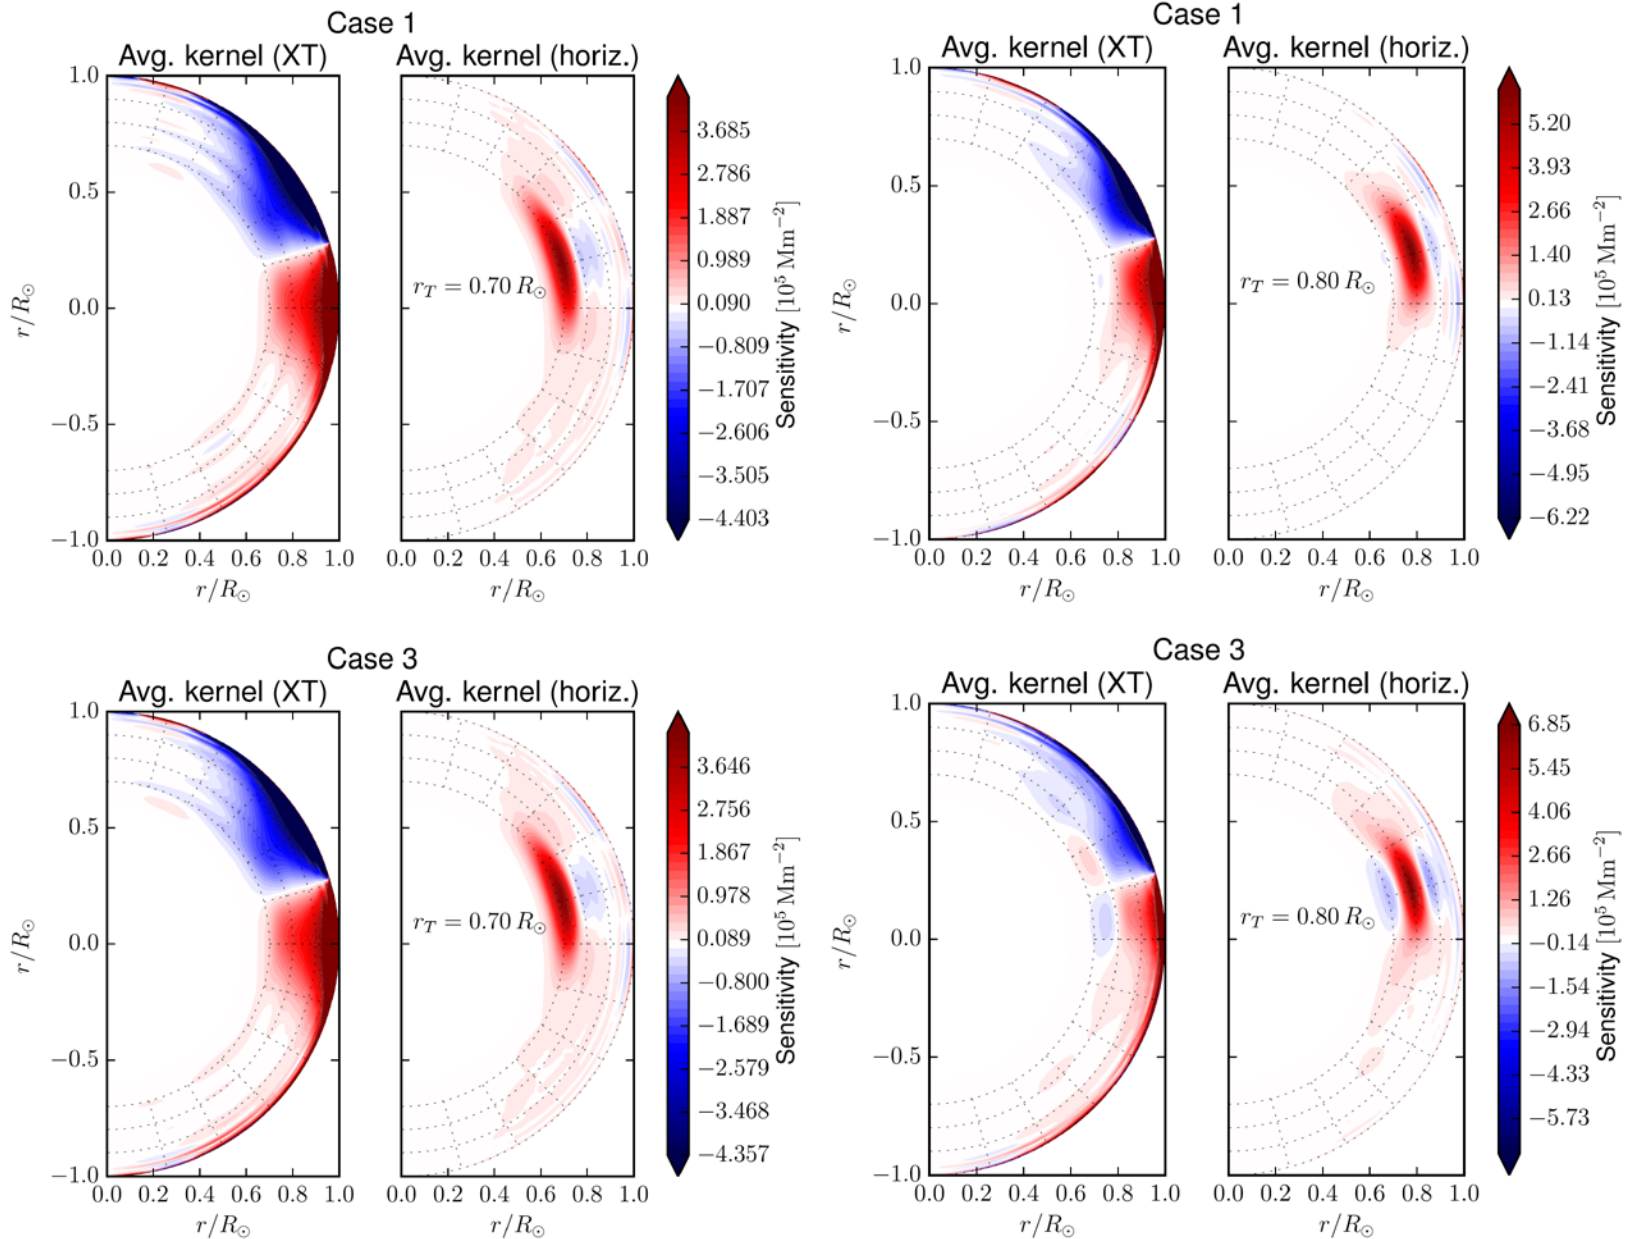 Case 1
Avg. kernel (XT)
Avg. kernel (horiz.)
1.0
0.5
0.0
−0.5
−1.0
r/R⊙
0.0 0.2 0.4 0.6 0.8 1.0
r/R⊙
r_T = 0.70 R⊙
0.0 0.2 0.4 0.6 0.8 1.0
r/R⊙
3.685
2.786
1.887
0.989
0.090
−0.809
−1.707
−2.606
−3.505
−4.403
Sensitivity [10⁵ Mm⁻²]
Case 1
Avg. kernel (XT)
Avg. kernel (horiz.)
1.0
0.5
0.0
−0.5
−1.0
r/R⊙
0.0 0.2 0.4 0.6 0.8 1.0
r/R⊙
r_T = 0.80 R⊙
0.0 0.2 0.4 0.6 0.8 1.0
r/R⊙
5.20
3.93
2.66
1.40
0.13
−1.14
−2.41
−3.68
−4.95
−6.22
Sensitivity [10⁵ Mm⁻²]
Case 3
Avg. kernel (XT)
Avg. kernel (horiz.)
1.0
0.5
0.0
−0.5
−1.0
r/R⊙
0.0 0.2 0.4 0.6 0.8 1.0
r/R⊙
r_T = 0.70 R⊙
0.0 0.2 0.4 0.6 0.8 1.0
r/R⊙
3.646
2.756
1.867
0.978
0.089
−0.800
−1.689
−2.579
−3.468
−4.357
Sensitivity [10⁵ Mm⁻²]
Case 3
Avg. kernel (XT)
Avg. kernel (horiz.)
1.0
0.5
0.0
−0.5
−1.0
r/R⊙
0.0 0.2 0.4 0.6 0.8 1.0
r/R⊙
r_T = 0.80 R⊙
0.0 0.2 0.4 0.6 0.8 1.0
r/R⊙
6.85
5.45
4.06
2.66
1.26
−0.14
−1.54
−2.94
−4.33
−5.73
Sensitivity [10⁵ Mm⁻²]